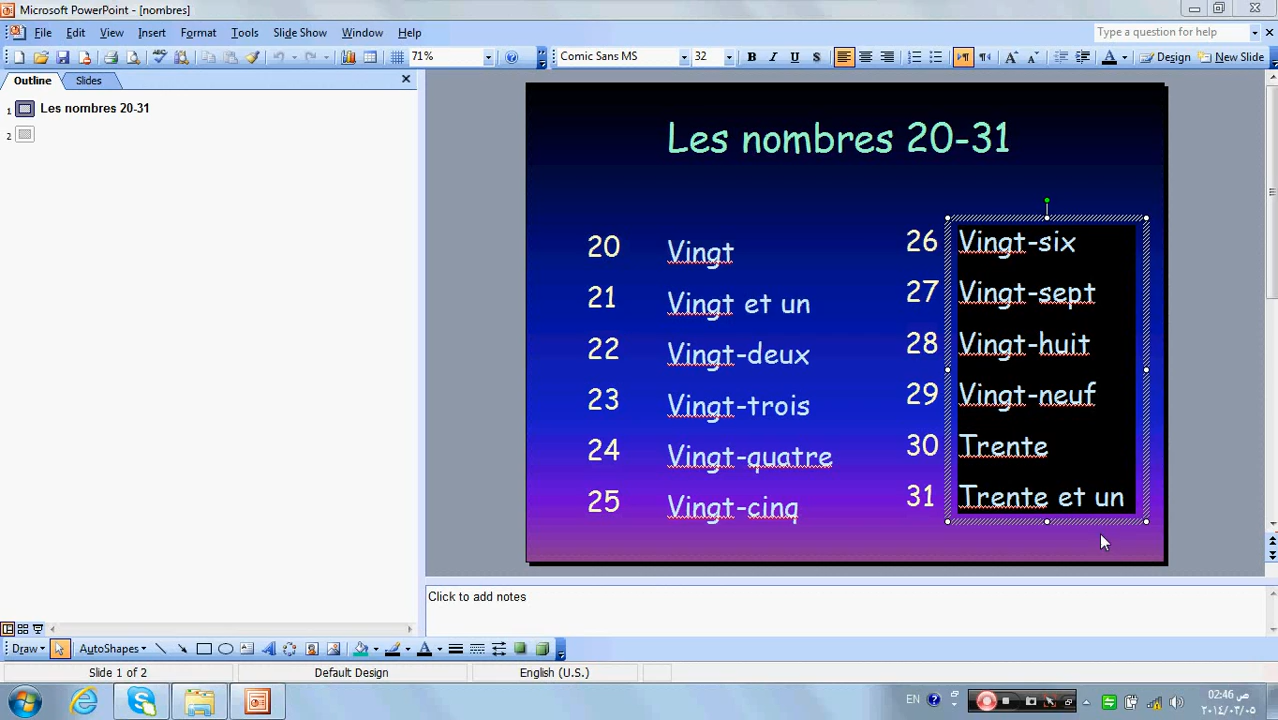 Microsoft PowerPoint - [nombres]
File Edit View Insert Format Tools Slide Show Window Help
Type a question for help
71%
Comic Sans MS 32 B I U S
A A A Design New Slide
Outline Slides
1 Les nombres 20-31
2
Les nombres 20-31
20 Vingt
21 Vingt et un
22 Vingt-deux
23 Vingt-trois
24 Vingt-quatre
25 Vingt-cinq
26 Vingt-six
27 Vingt-sept
28 Vingt-huit
29 Vingt-neuf
30 Trente
31 Trente et un
Click to add notes
Draw AutoShapes
Slide 1 of 2 Default Design English (U.S.)
EN
02:46 ص
٢٠١٤/٠٣/٠٥